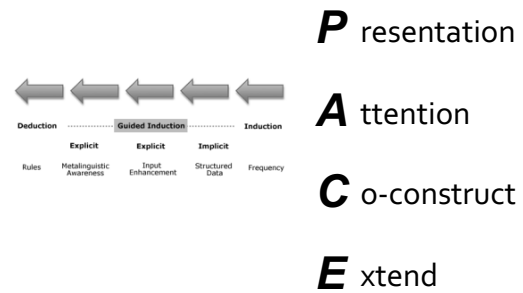 Deduction ---------- Guided Induction ---------- Induction
Explicit Explicit Implicit
Rules Metalinguistic Awareness Input Enhancement Structured Data Frequency
P resentation
A ttention
C o-construct
E xtend